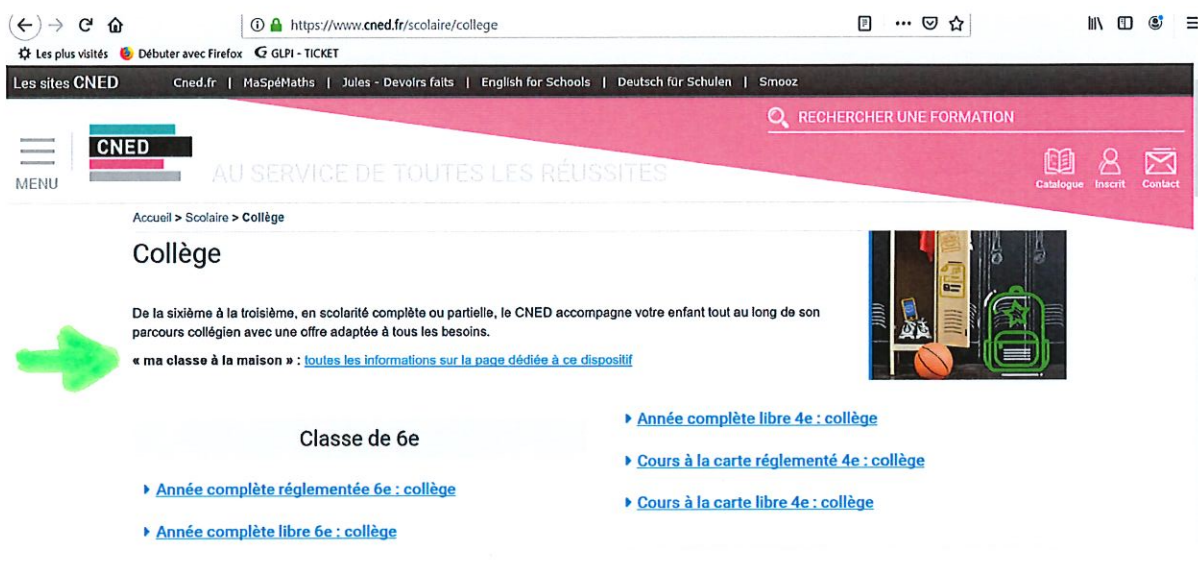 https://www.cned.fr/scolaire/college
Les plus visités Débuter avec Firefox GLPI - TICKET
Les sites CNED Cned.fr | MaSpéMaths | Jules - Devoirs faits | English for Schools | Deutsch für Schulen | Smooz
RECHERCHER UNE FORMATION
CNED
MENU
AU SERVICE DE TOUTES LES RÉUSSITES
Catalogue Inscrit Contact
Accueil > Scolaire > Collège
Collège
De la sixième à la troisième, en scolarité complète ou partielle, le CNED accompagne votre enfant tout au long de son
parcours collégien avec une offre adaptée à tous les besoins.
« ma classe à la maison » : toutes les informations sur la page dédiée à ce dispositif
Classe de 6e
Année complète réglementée 6e : collège
Année complète libre 6e : collège
Année complète libre 4e : collège
Cours à la carte réglementé 4e : collège
Cours à la carte libre 4e : collège